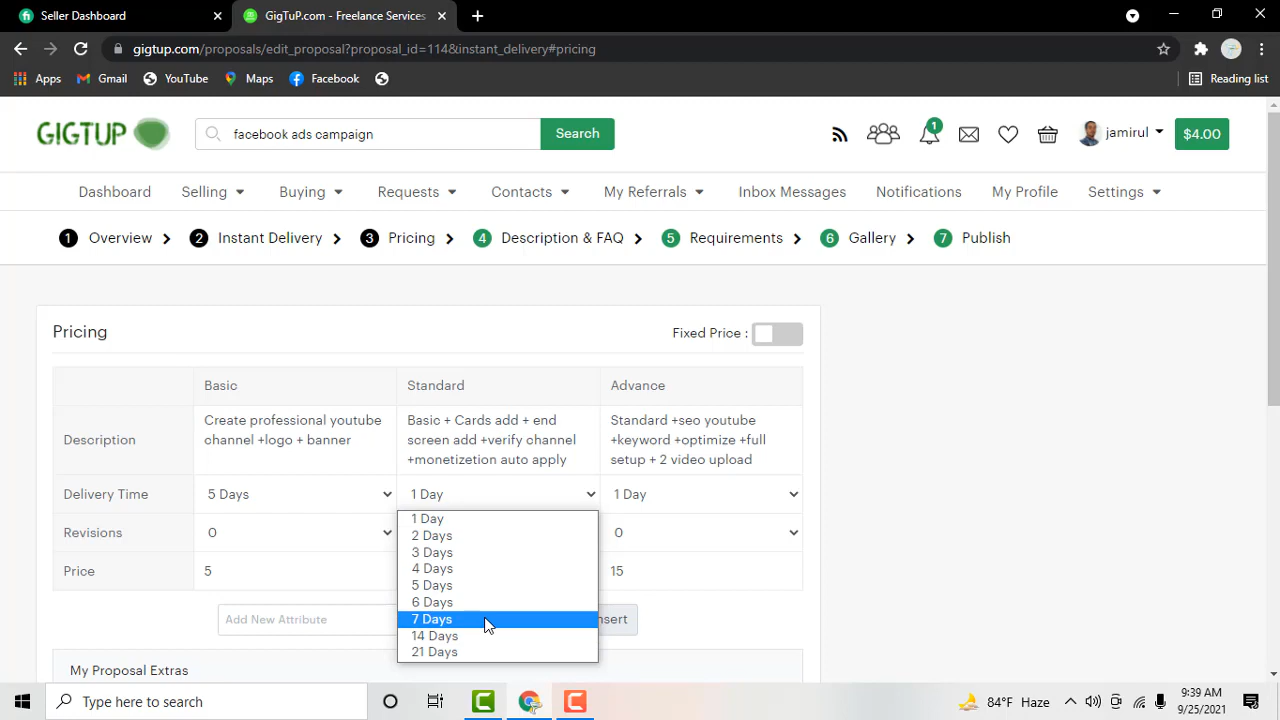 Seller Dashboard
GigTuP.com - Freelance Services
gigtup.com/proposals/edit_proposal?proposal_id=114&instant_delivery#pricing
Apps Gmail YouTube Maps Facebook Reading list
GIGTUP facebook ads campaign Search 1 jamirul $4.00
Dashboard Selling Buying Requests Contacts My Referrals Inbox Messages Notifications My Profile Settings
1 Overview 2 Instant Delivery 3 Pricing 4 Description & FAQ 5 Requirements 6 Gallery 7 Publish
Pricing Fixed Price :
Basic Standard Advance
Description
Create professional youtube
channel +logo + banner
Basic + Cards add + end
screen add +verify channel
+monetizetion auto apply
Standard +seo youtube
+keyword +optimize +full
setup + 2 video upload
Delivery Time 5 Days 1 Day 1 Day
1 Day
2 Days
3 Days
4 Days
5 Days
6 Days
7 Days
14 Days
21 Days
Revisions 0 0
Price 5 15
Add New Attribute
My Proposal Extras
Type here to search 84°F Haze 9:39 AM
9/25/2021